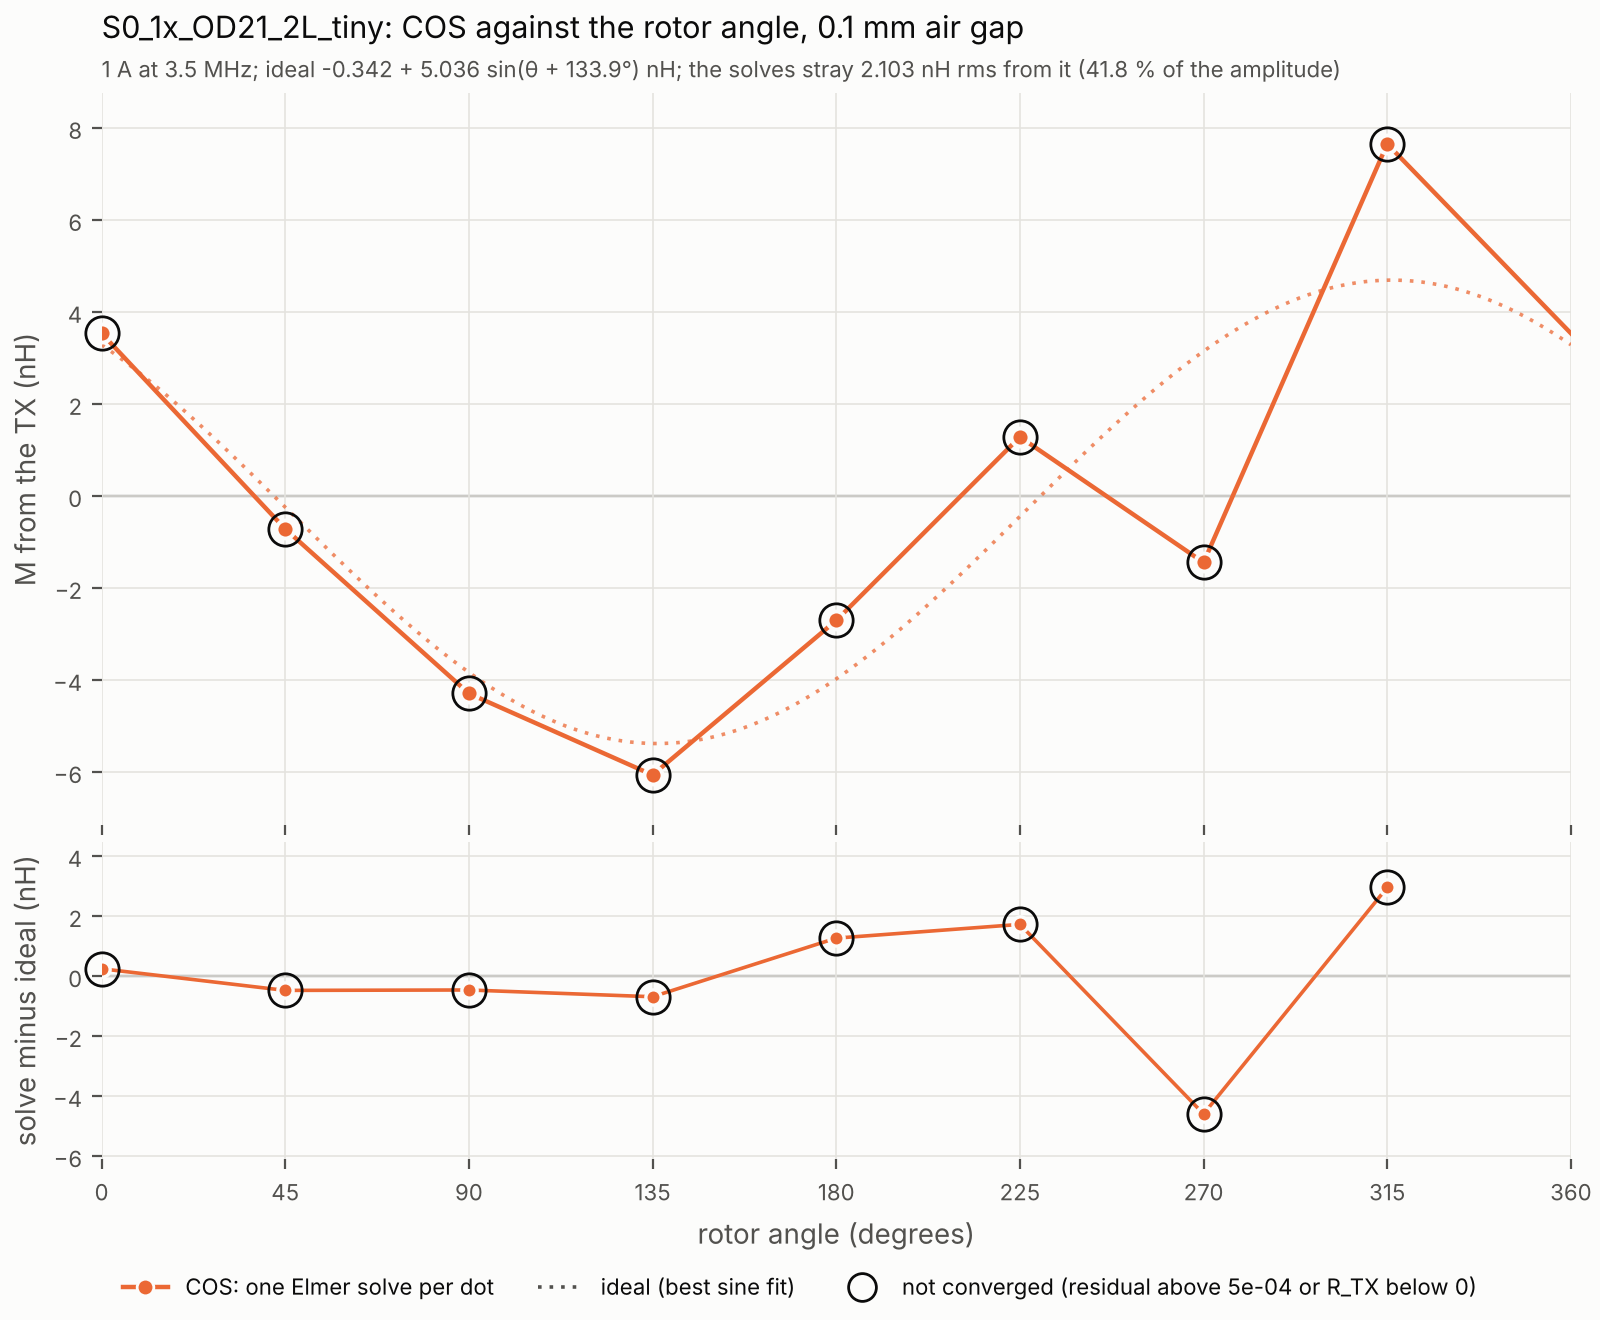 S0_1x_OD21_2L_tiny: COS against the rotor angle, 0.1 mm air gap
1 A at 3.5 MHz; ideal -0.342 + 5.036 sin(θ + 133.9°) nH; the solves stray 2.103 nH rms from it (41.8 % of the amplitude)
M from the TX (nH)
8
6
4
2
0
−2
−4
−6
solve minus ideal (nH)
4
2
0
−2
−4
−6
0 45 90 135 180 225 270 315 360
rotor angle (degrees)
COS: one Elmer solve per dot ideal (best sine fit) not converged (residual above 5e-04 or R_TX below 0)